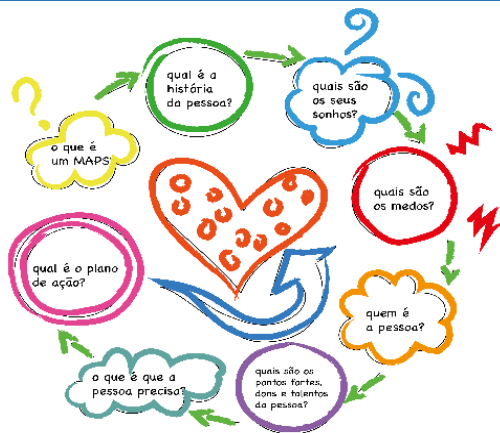 o que é
um MAPS?
qual é a
história
da pessoa?
quais são
os seus
sonhos?
quais são
os medos?
quem é
a pessoa?
quais são os
pontos fortes,
dons e talentos
da pessoa?
o que é que a
pessoa precisa?
qual é o plano
de ação?